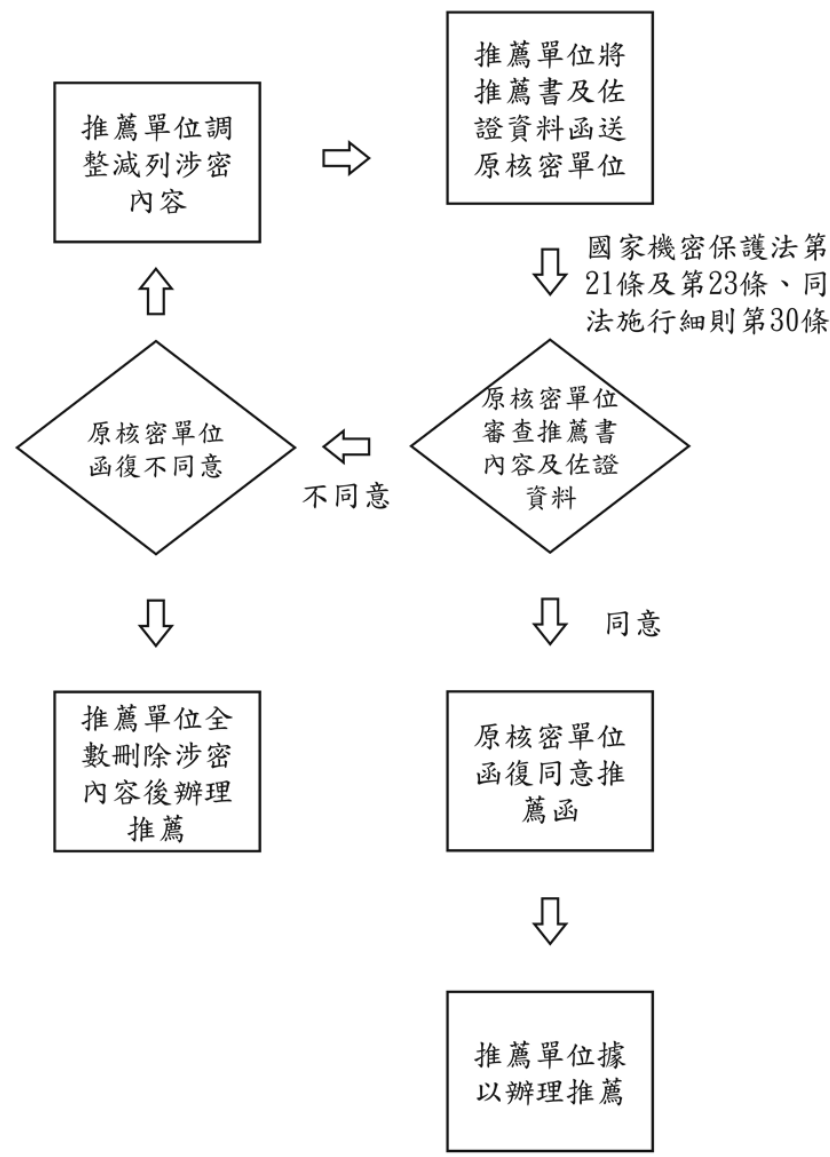 推薦單位將
推薦書及佐
證資料函送
原核密單位
推薦單位調
整減列涉密
內容
國家機密保護法第
21條及第23條、同
法施行細則第30條
原核密單位
審查推薦書
內容及佐證
資料
不同意
原核密單位
函復不同意
同意
推薦單位全
數刪除涉密
內容後辦理
推薦
原核密單位
函復同意推
薦函
推薦單位據
以辦理推薦